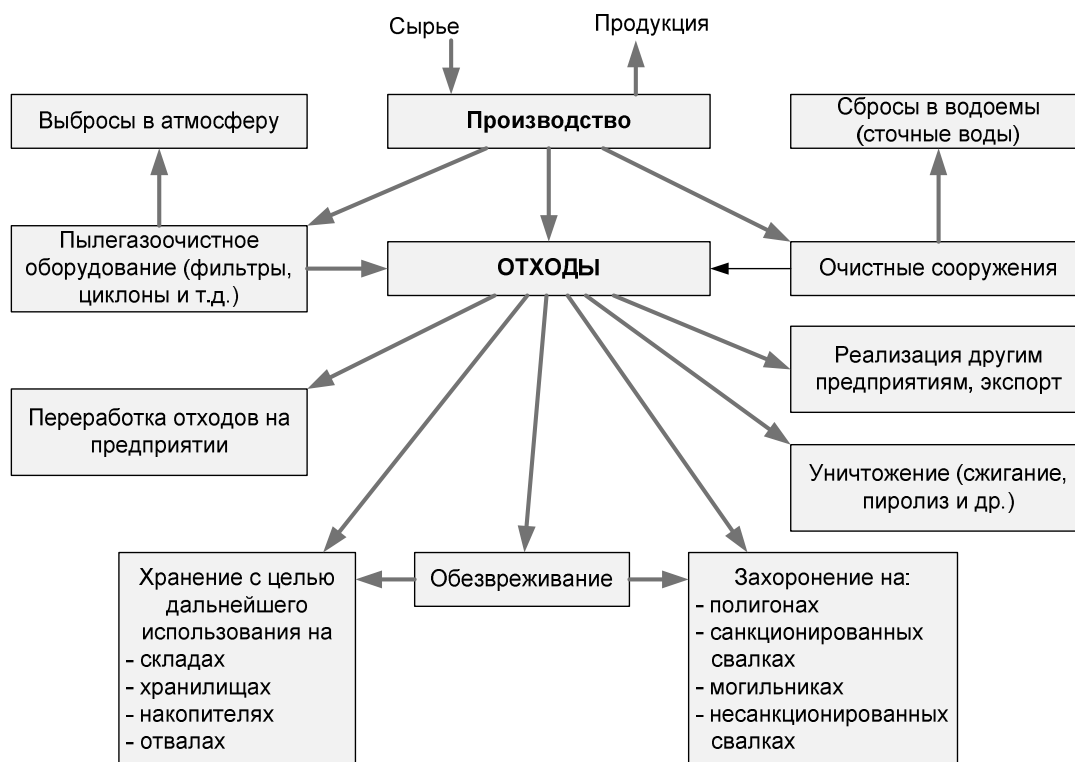 Сырье
Продукция
Выбросы в атмосферу
Производство
Сбросы в водоемы
(сточные воды)
Пылегазоочистное
оборудование (фильтры,
циклоны и т.д.)
ОТХОДЫ
Очистные сооружения
Реализация другим
предприятиям, экспорт
Переработка отходов на
предприятии
Уничтожение (сжигание,
пиролиз и др.)
Хранение с целью
дальнейшего
использования на
- складах
- хранилищах
- накопителях
- отвалах
Обезвреживание
Захоронение на:
- полигонах
- санкционированных
свалках
- могильниках
- несанкционированных
свалках